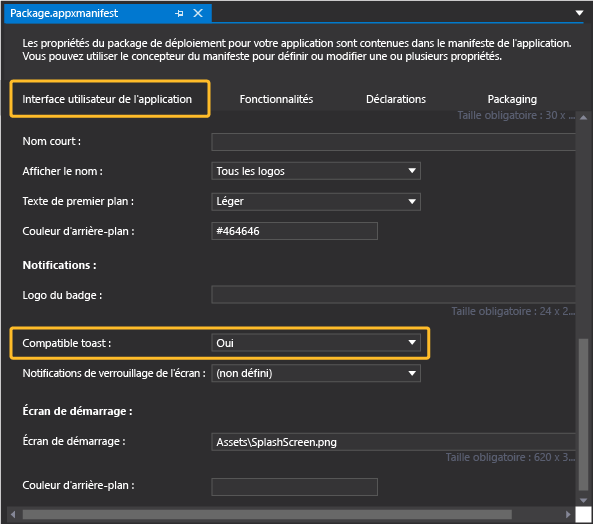 Package.appxmanifest
Les propriétés du package de déploiement pour votre application sont contenues dans le manifeste de l'application.
Vous pouvez utiliser le concepteur du manifeste pour définir ou modifier une ou plusieurs propriétés.
Interface utilisateur de l'application Fonctionnalités Déclarations Packaging
Taille obligatoire : 30 x ...
Nom court :
Afficher le nom : Tous les logos
Texte de premier plan : Léger
Couleur d'arrière-plan : #464646
Notifications :
Logo du badge :
Taille obligatoire : 24 x 2...
Compatible toast : Oui
Notifications de verrouillage de l'écran : (non défini)
Écran de démarrage :
Écran de démarrage : Assets\SplashScreen.png
Taille obligatoire : 620 x 3...
Couleur d'arrière-plan :